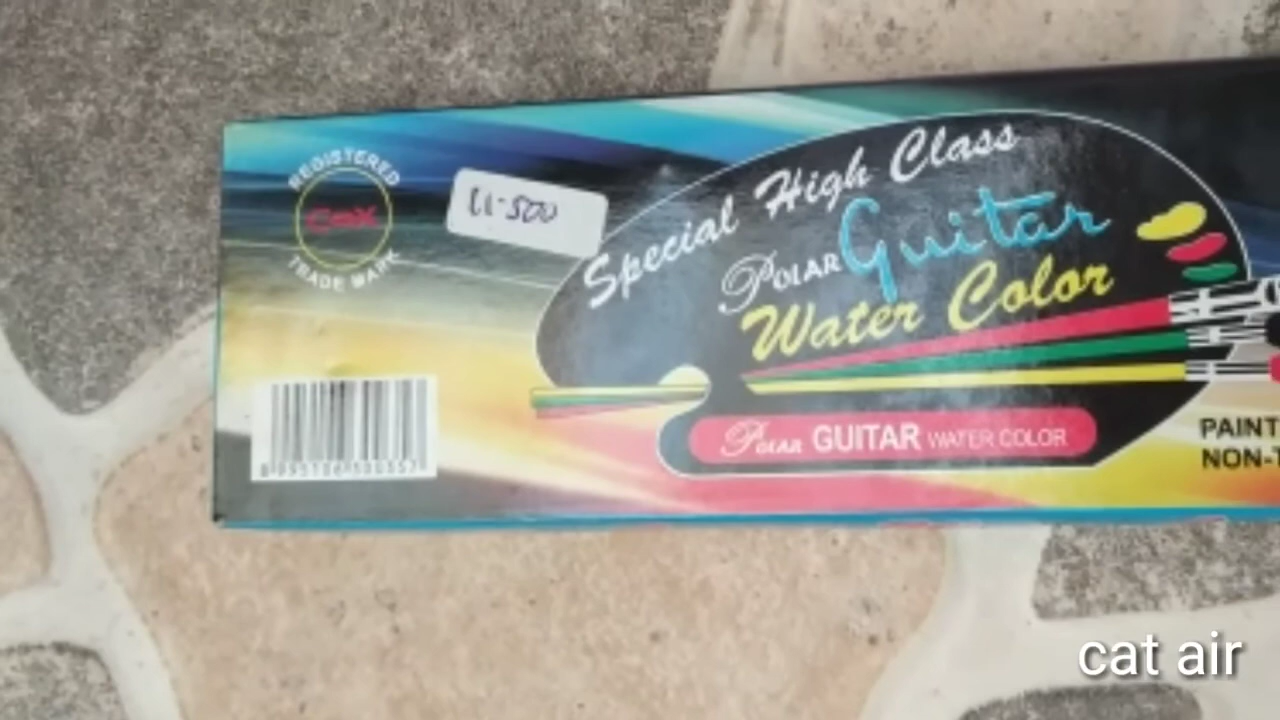 REGISTERED
Cox
TRADE MARK
11-500
Special High Class
POLAR Guitar
Water Color
POLAR GUITAR WATER COLOR
PAINT
NON-T
cat air